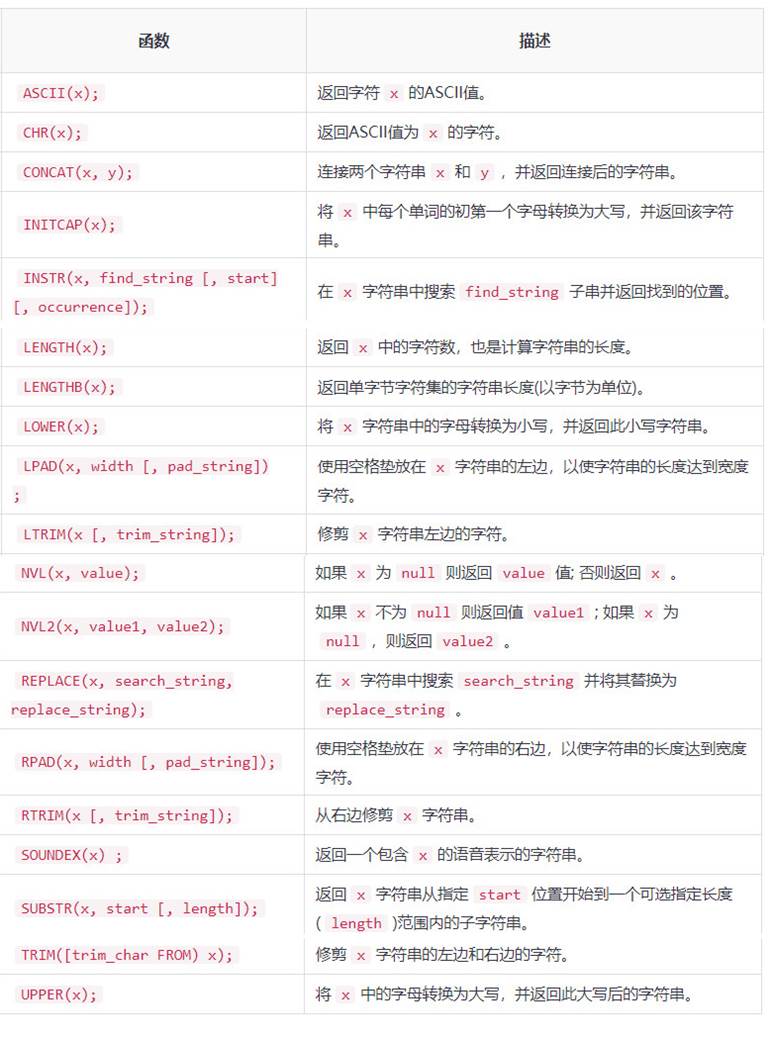 函数 描述
ASCII(x); 返回字符 x 的ASCII值。
CHR(x); 返回ASCII值为 x 的字符。
CONCAT(x, y); 连接两个字符串 x 和 y ，并返回连接后的字符串。
INITCAP(x); 将 x 中每个单词的初第一个字母转换为大写，并返回该字符
串。
INSTR(x, find_string [, start]
[, occurrence]); 在 x 字符串中搜索 find_string 子串并返回找到的位置。
LENGTH(x); 返回 x 中的字符数，也是计算字符串的长度。
LENGTHB(x); 返回单字节字符集的字符串长度(以字节为单位)。
LOWER(x); 将 x 字符串中的字母转换为小写，并返回此小写字符串。
LPAD(x, width [, pad_string]) 使用空格垫放在 x 字符串的左边，以使字符串的长度达到宽度
; 字符。
LTRIM(x [, trim_string]); 修剪 x 字符串左边的字符。
NVL(x, value); 如果 x 为 null 则返回 value 值; 否则返回 x 。
NVL2(x, value1, value2); 如果 x 不为 null 则返回值 value1 ; 如果 x 为
null ，则返回 value2 。
REPLACE(x, search_string, 在 x 字符串中搜索 search_string 并将其替换为
replace_string); replace_string 。
RPAD(x, width [, pad_string]); 使用空格垫放在 x 字符串的右边，以使字符串的长度达到宽度
字符。
RTRIM(x [, trim_string]); 从右边修剪 x 字符串。
SOUNDEX(x) ; 返回一个包含 x 的语音表示的字符串。
SUBSTR(x, start [, length]); 返回 x 字符串从指定 start 位置开始到一个可选指定长度
( length )范围内的子字符串。
TRIM([trim_char FROM) x); 修剪 x 字符串的左边和右边的字符。
UPPER(x); 将 x 中的字母转换为大写，并返回此大写后的字符串。